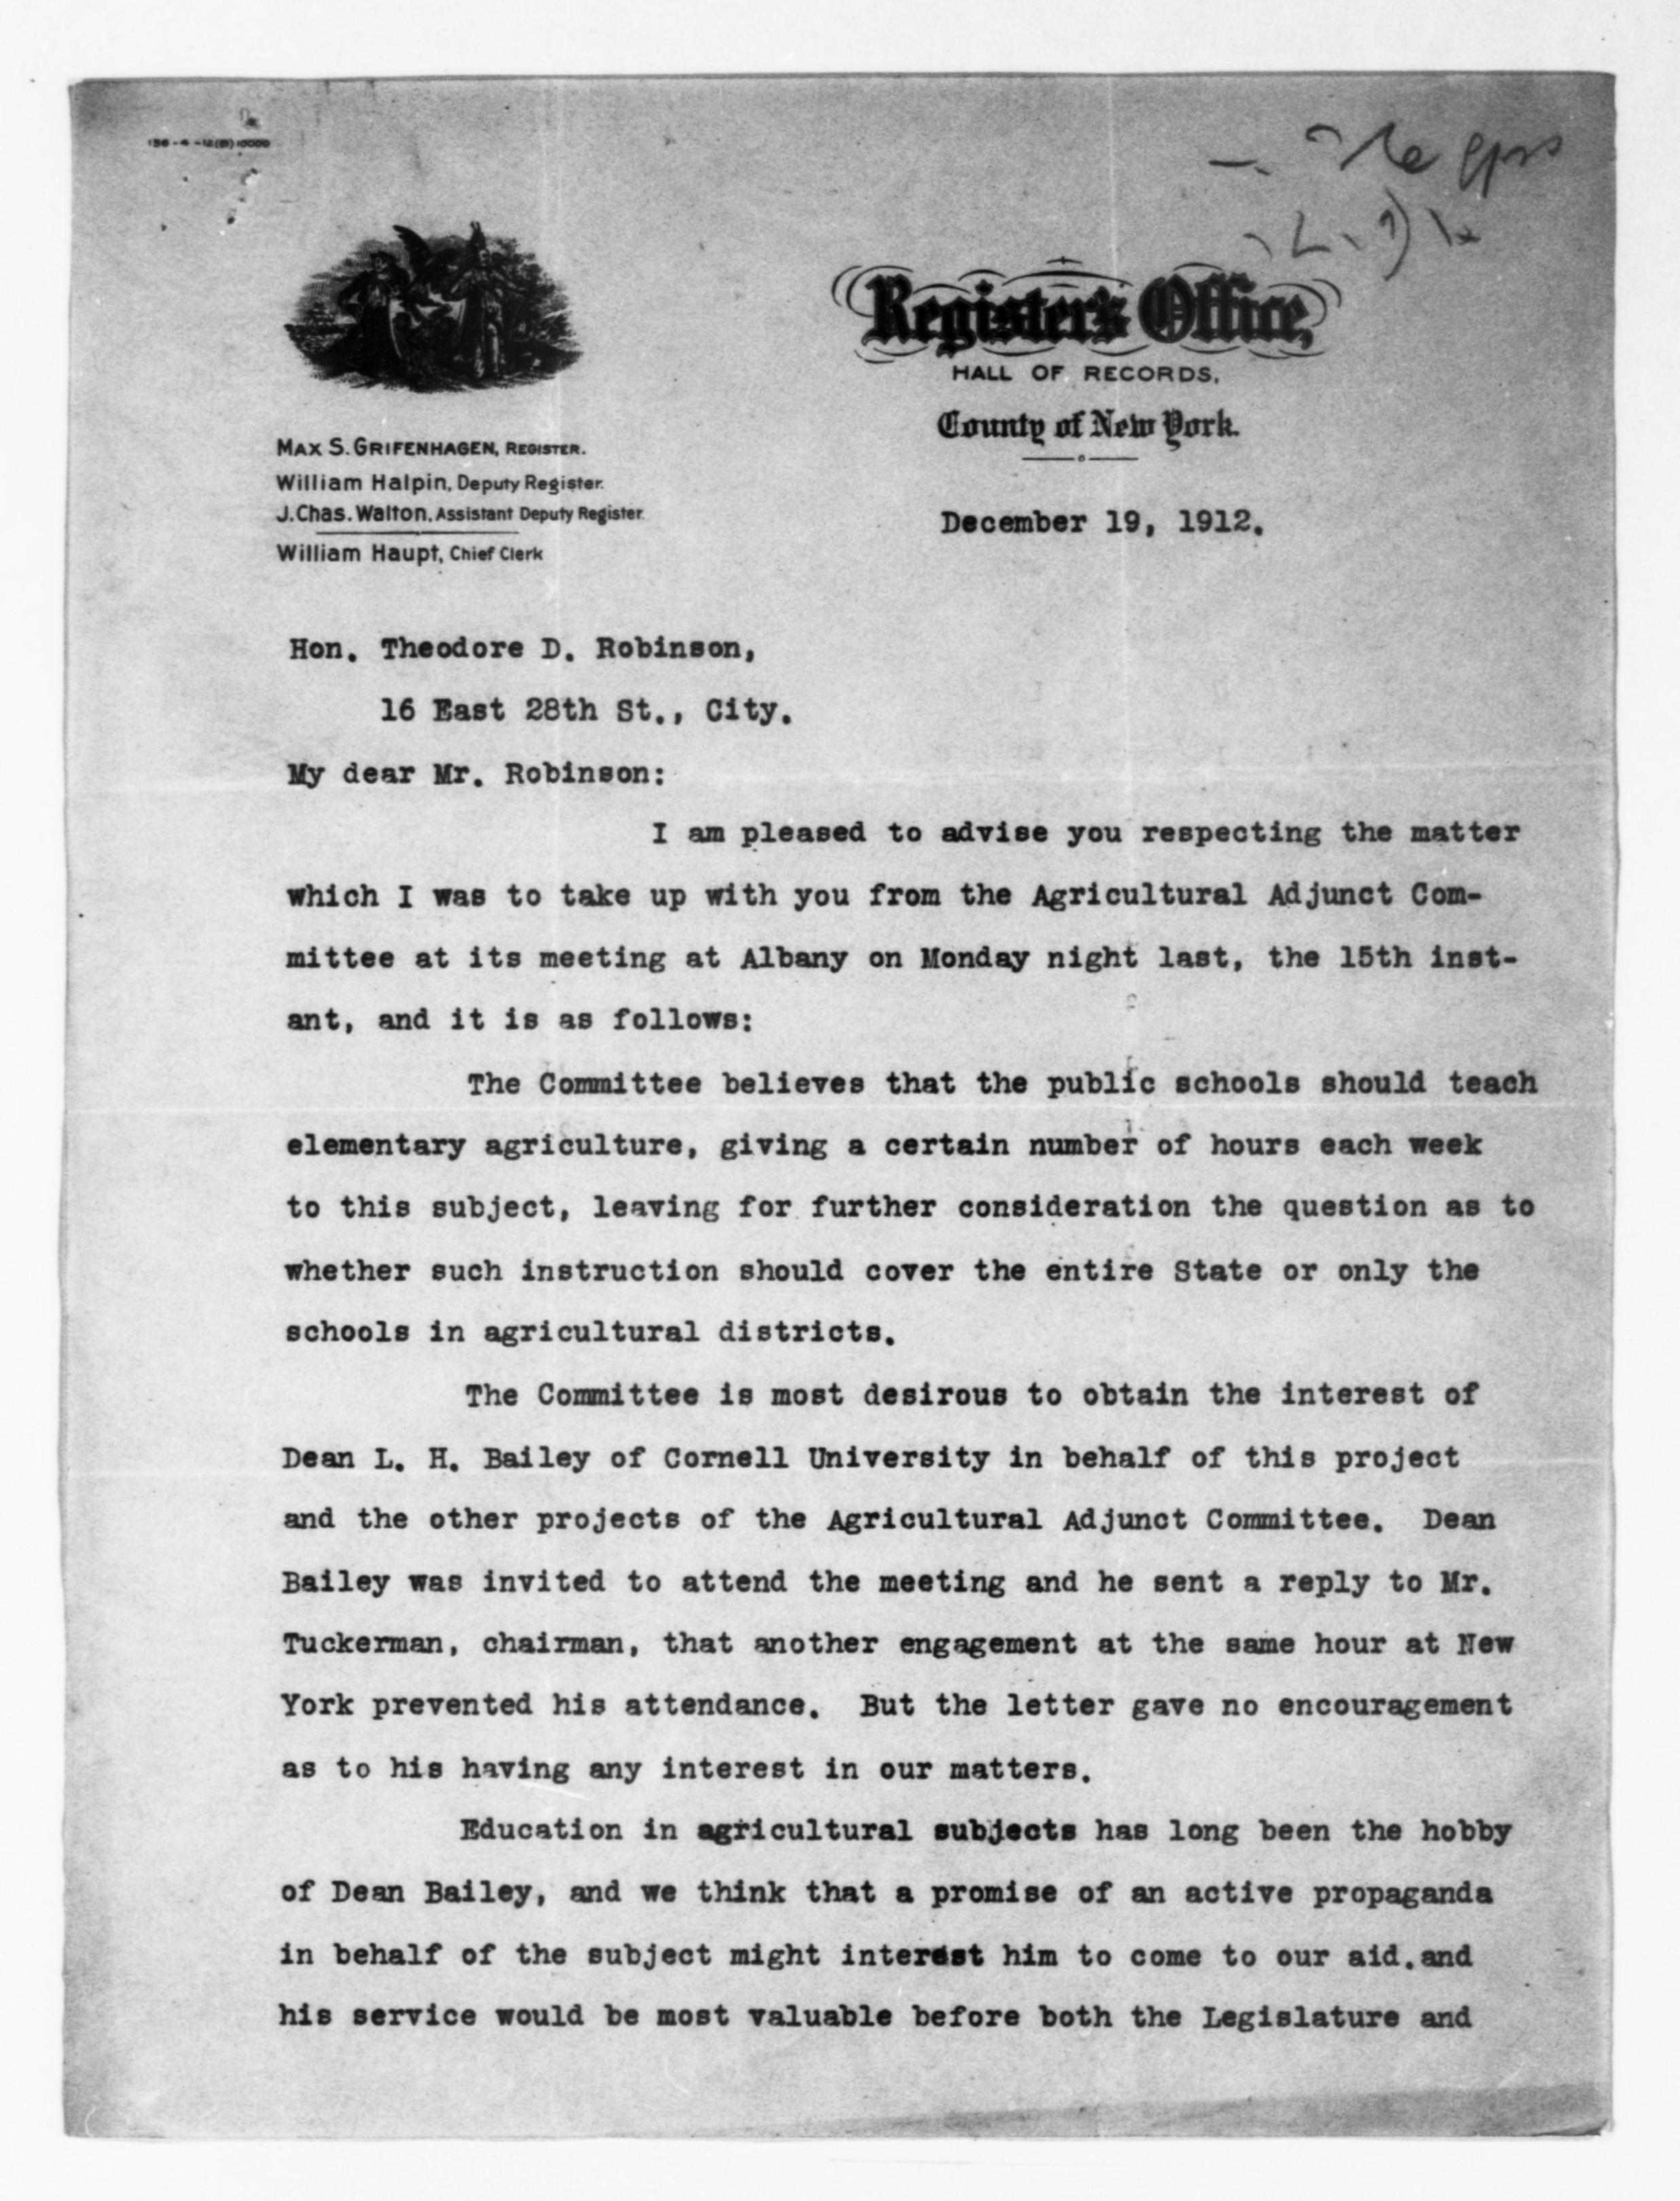 Register's Office,
HALL OF RECORDS,
County of New York.
MAX S. GRIFENHAGEN, REGISTER.
William Halpin, Deputy Register.
J. Chas. Walton, Assistant Deputy Register.
William Haupt, Chief Clerk
December 19, 1912.
Hon. Theodore D. Robinson,
16 East 28th St., City.
My dear Mr. Robinson:
I am pleased to advise you respecting the matter
which I was to take up with you from the Agricultural Adjunct Com-
mittee at its meeting at Albany on Monday night last, the 15th inst-
ant, and it is as follows:
The Committee believes that the public schools should teach
elementary agriculture, giving a certain number of hours each week
to this subject, leaving for further consideration the question as to
whether such instruction should cover the entire State or only the
schools in agricultural districts.
The Committee is most desirous to obtain the interest of
Dean L. H. Bailey of Cornell University in behalf of this project
and the other projects of the Agricultural Adjunct Committee. Dean
Bailey was invited to attend the meeting and he sent a reply to Mr.
Tuckerman, chairman, that another engagement at the same hour at New
York prevented his attendance. But the letter gave no encouragement
as to his having any interest in our matters.
Education in agricultural subjects has long been the hobby
of Dean Bailey, and we think that a promise of an active propaganda
in behalf of the subject might interest him to come to our aid.and
his service would be most valuable before both the Legislature and